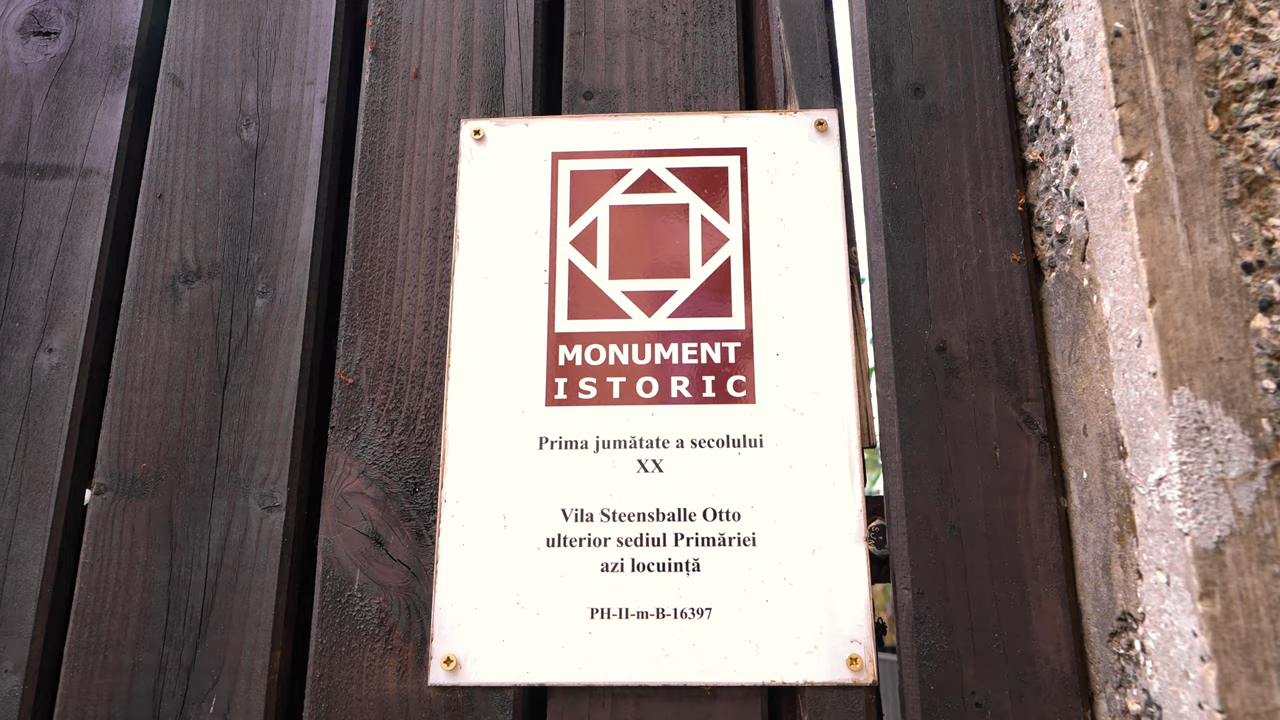 MONUMENT
ISTORIC
Prima jumătate a secolului
XX
Vila Steensballe Otto
ulterior sediul Primăriei
azi locuință
PH-II-m-B-16397